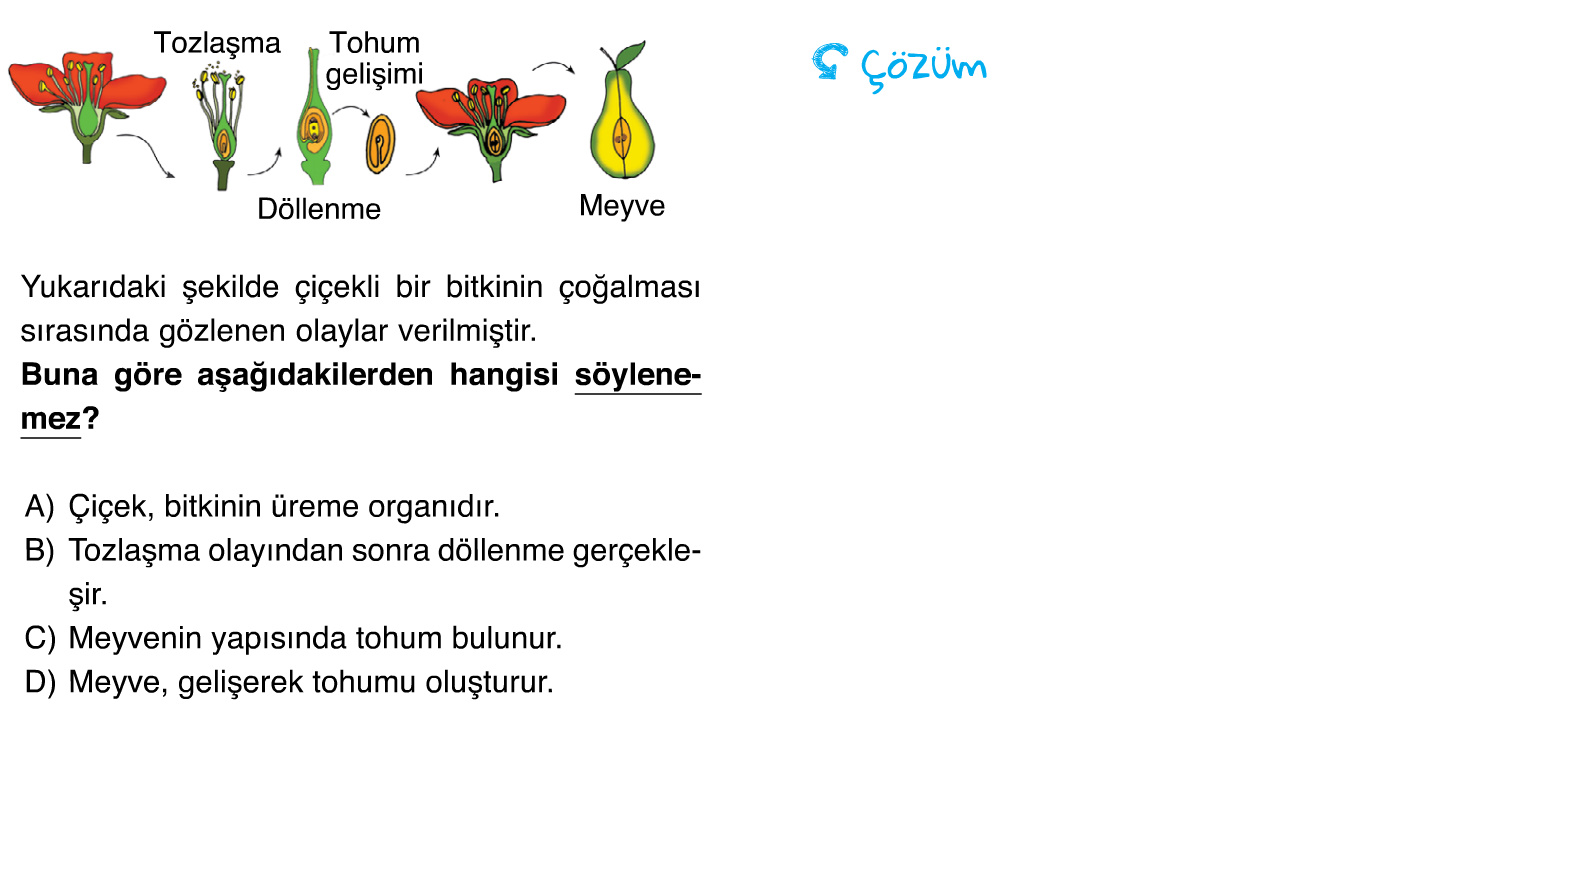 Tozlaşma
Tohum
gelişimi
Döllenme
Meyve
Yukarıdaki şekilde çiçekli bir bitkinin çoğalması
sırasında gözlenen olaylar verilmiştir.
Buna göre aşağıdakilerden hangisi söylene-
mez?
A) Çiçek, bitkinin üreme organıdır.
B) Tozlaşma olayından sonra döllenme gerçekle-
şir.
C) Meyvenin yapısında tohum bulunur.
D) Meyve, gelişerek tohumu oluşturur.
ÇÖZÜm